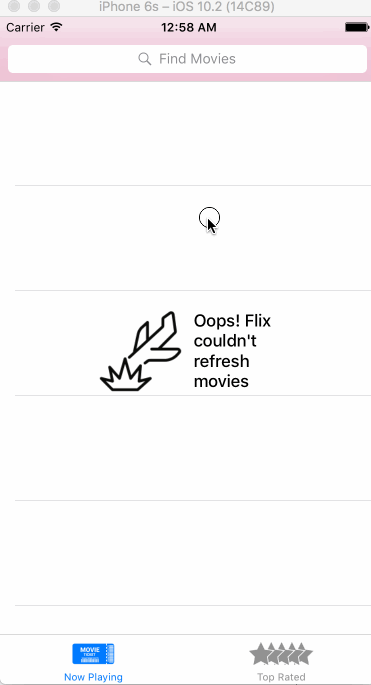 iPhone 6s – iOS 10.2 (14C89)
Carrier 12:58 AM
Find Movies
Oops! Flix
couldn't
refresh
movies
MOVIE
TICKET
Now Playing Top Rated